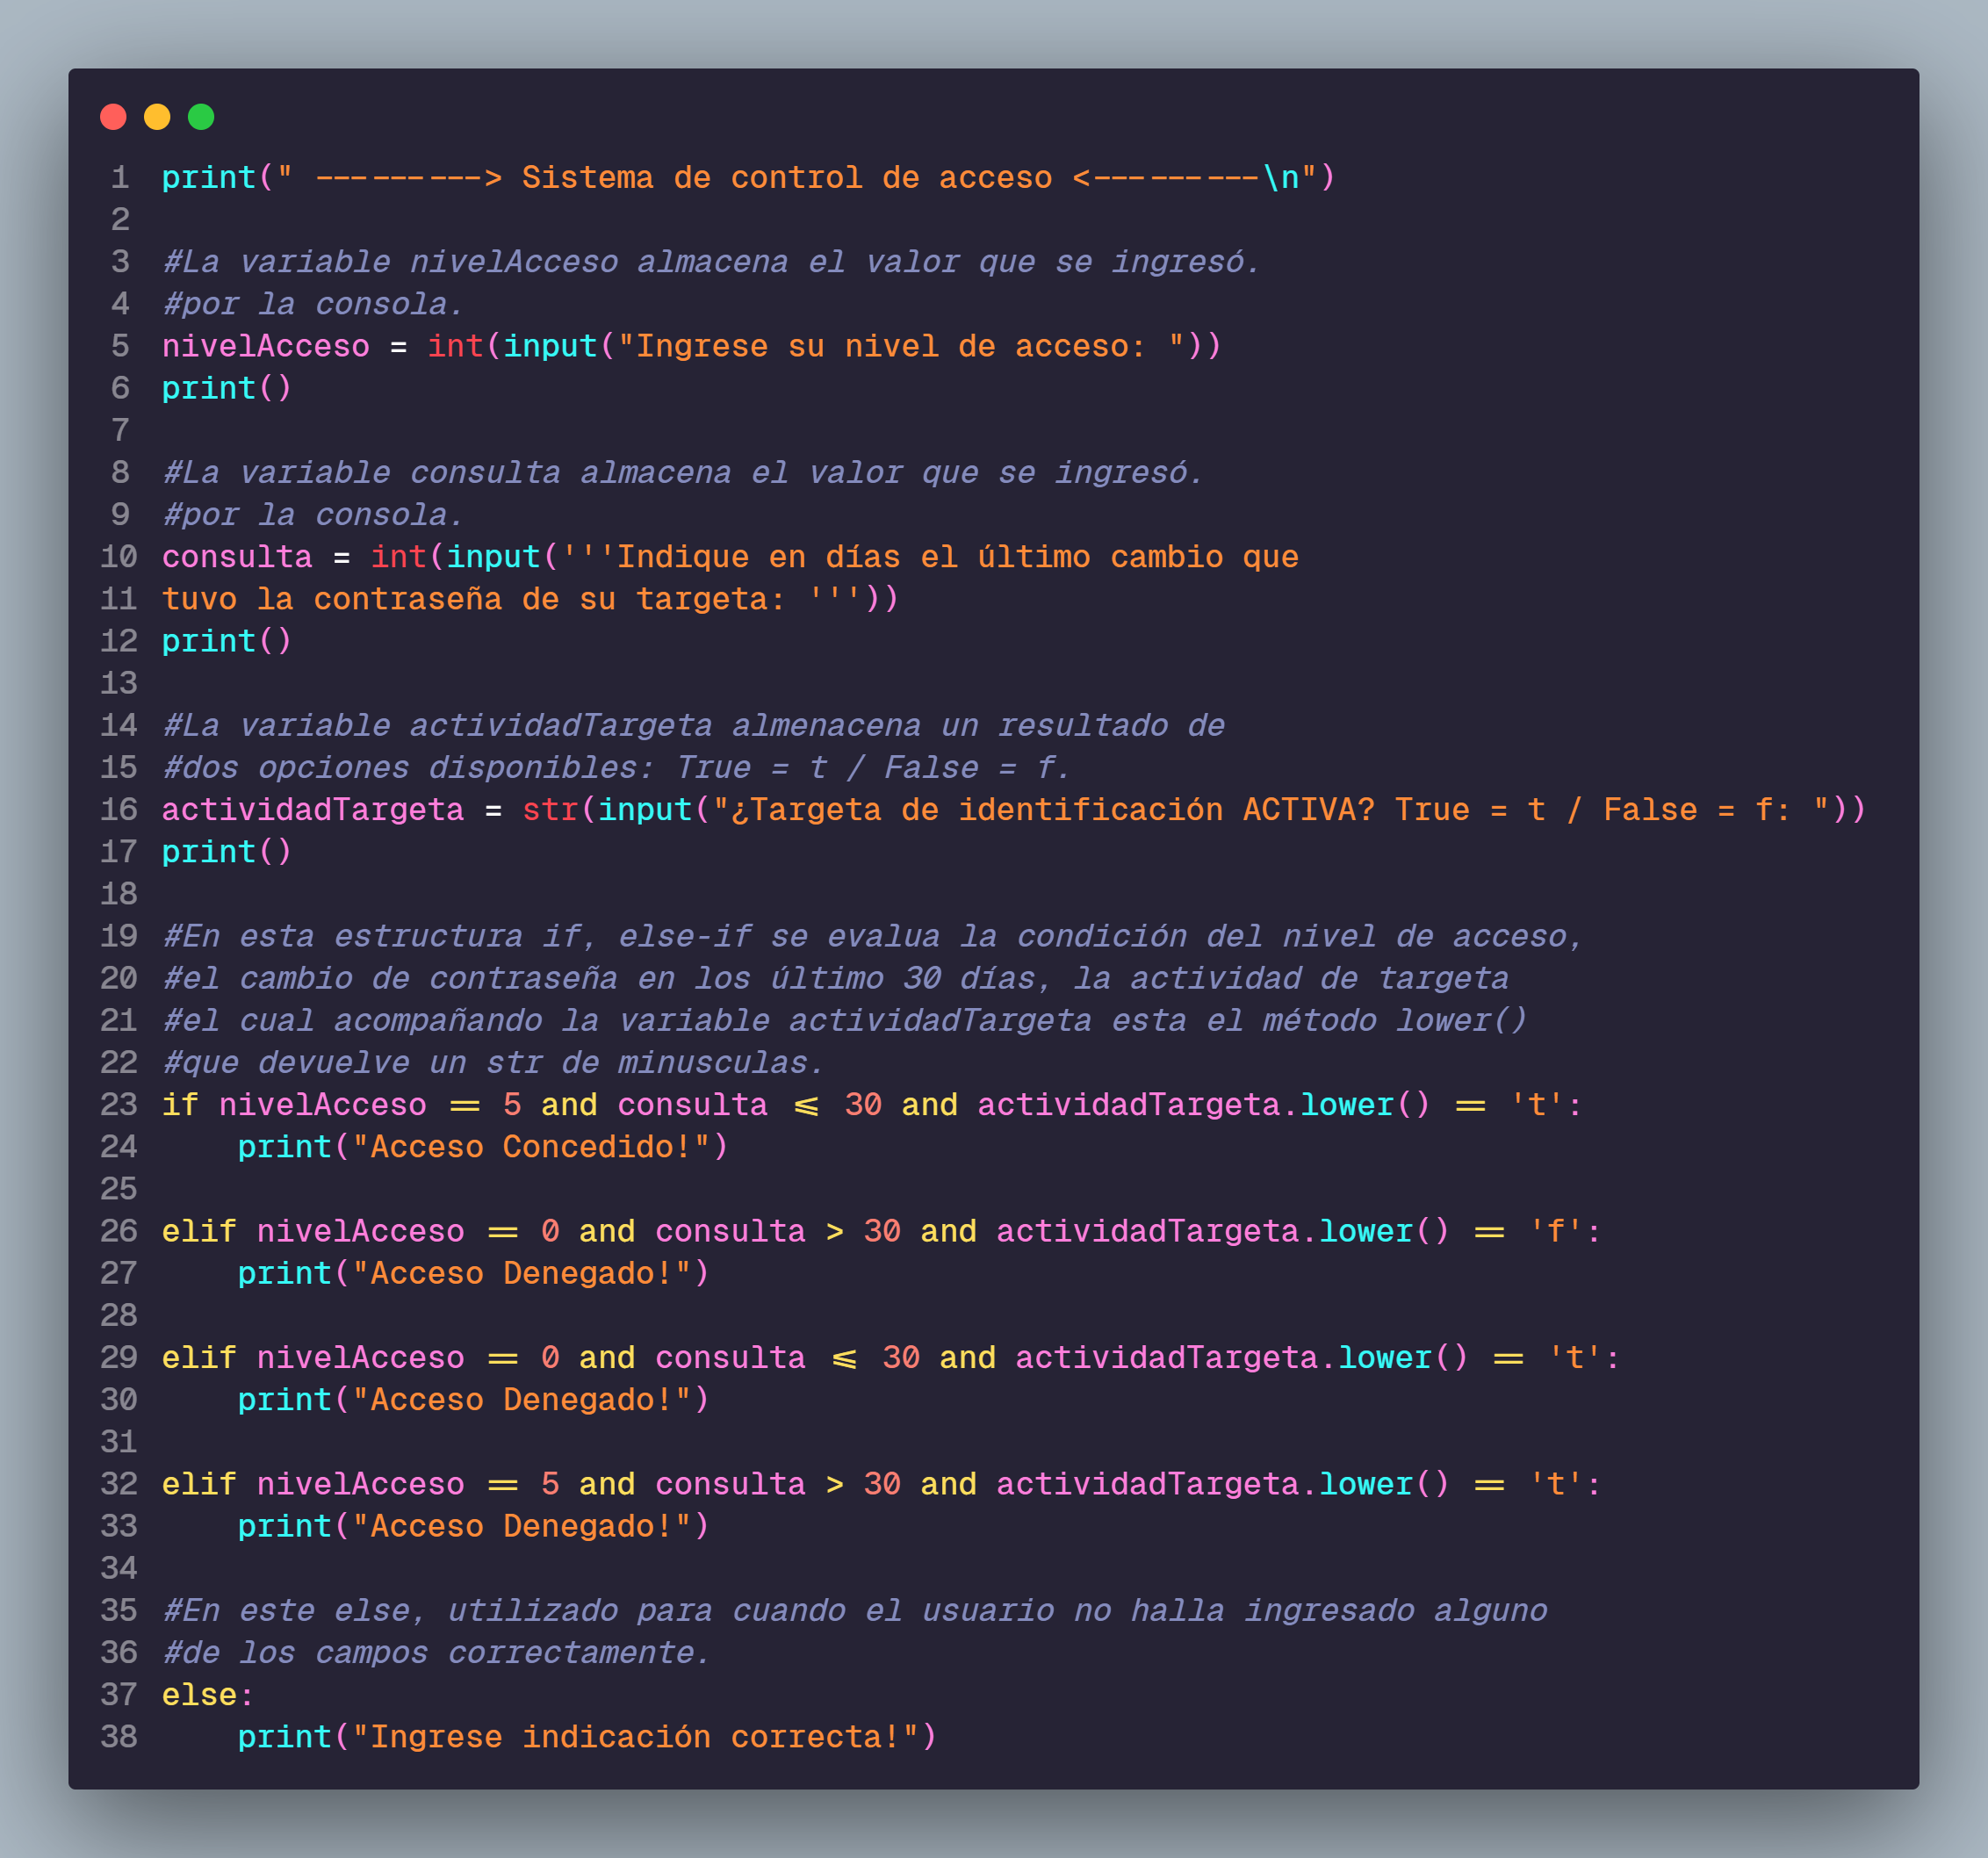 1 print(" ---------> Sistema de control de acceso <---------\n")
2
3 #La variable nivelAcceso almacena el valor que se ingresó.
4 #por la consola.
5 nivelAcceso = int(input("Ingrese su nivel de acceso: "))
6 print()
7
8 #La variable consulta almacena el valor que se ingresó.
9 #por la consola.
10 consulta = int(input('''Indique en días el último cambio que
11 tuvo la contraseña de su targeta: '''))
12 print()
13
14 #La variable actividadTargeta almenacena un resultado de
15 #dos opciones disponibles: True = t / False = f.
16 actividadTargeta = str(input("¿Targeta de identificación ACTIVA? True = t / False = f: "))
17 print()
18
19 #En esta estructura if, else-if se evalua la condición del nivel de acceso,
20 #el cambio de contraseña en los último 30 días, la actividad de targeta
21 #el cual acompañando la variable actividadTargeta esta el método lower()
22 #que devuelve un str de minusculas.
23 if nivelAcceso == 5 and consulta <= 30 and actividadTargeta.lower() == 't':
24     print("Acceso Concedido!")
25
26 elif nivelAcceso == 0 and consulta > 30 and actividadTargeta.lower() == 'f':
27     print("Acceso Denegado!")
28
29 elif nivelAcceso == 0 and consulta <= 30 and actividadTargeta.lower() == 't':
30     print("Acceso Denegado!")
31
32 elif nivelAcceso == 5 and consulta > 30 and actividadTargeta.lower() == 't':
33     print("Acceso Denegado!")
34
35 #En este else, utilizado para cuando el usuario no halla ingresado alguno
36 #de los campos correctamente.
37 else:
38     print("Ingrese indicación correcta!")